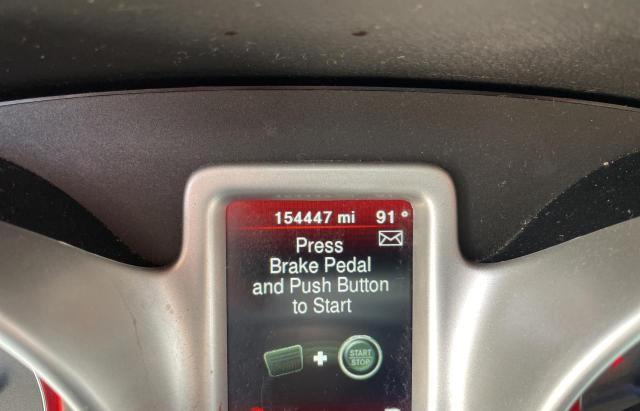 154447 mi 91°
Press
Brake Pedal
and Push Button
to Start
START
STOP